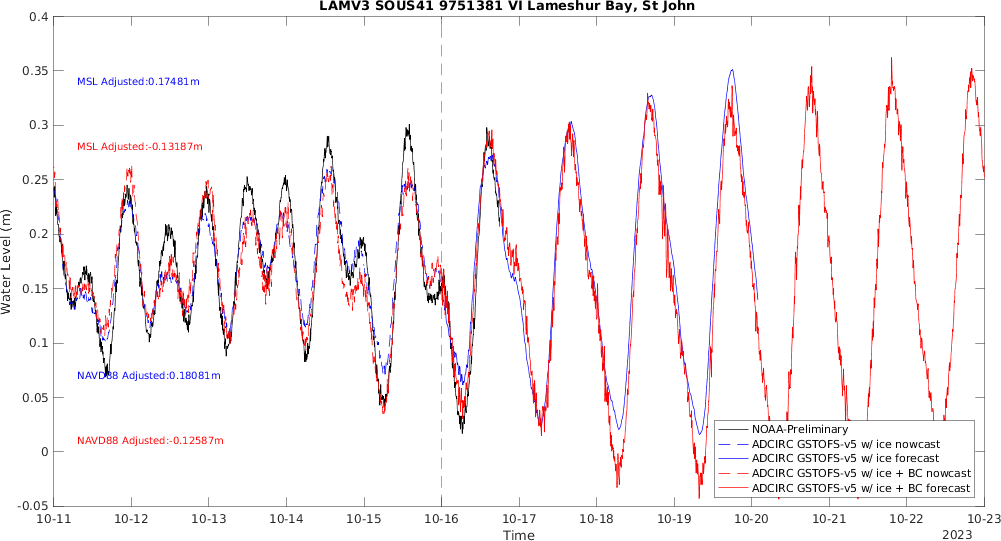 LAMV3 SOUS41 9751381 VI Lameshur Bay, St John
0.4
0.35
0.3
0.25
0.2
0.15
0.1
0.05
0
-0.05
Water Level (m)
MSL Adjusted:0.17481m
MSL Adjusted:-0.13187m
NAVD88 Adjusted:0.18081m
NAVD88 Adjusted:-0.12587m
NOAA-Preliminary
ADCIRC GSTOFS-v5 w/ ice nowcast
ADCIRC GSTOFS-v5 w/ ice forecast
ADCIRC GSTOFS-v5 w/ ice + BC nowcast
ADCIRC GSTOFS-v5 w/ ice + BC forecast
10-11 10-12 10-13 10-14 10-15 10-16 10-17 10-18 10-19 10-20 10-21 10-22 10-23
Time
2023